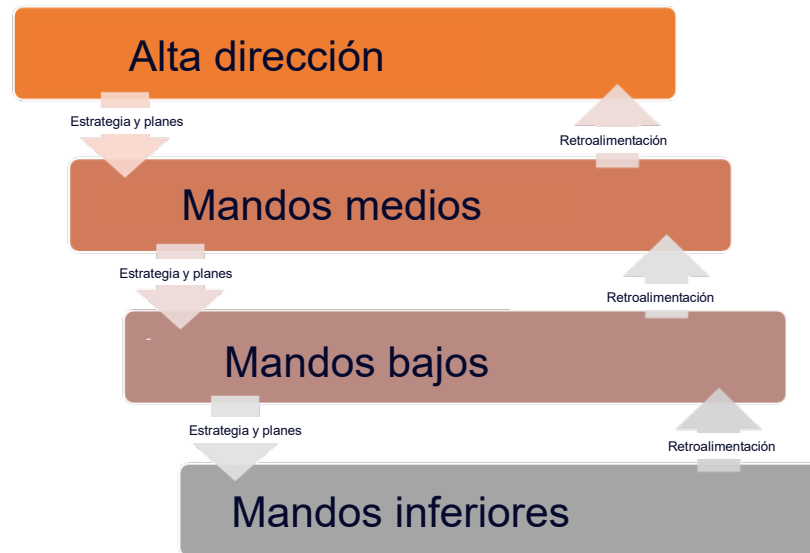 Alta dirección
Estrategia y planes
Retroalimentación
Mandos medios
Estrategia y planes
Retroalimentación
Mandos bajos
Estrategia y planes
Retroalimentación
Mandos inferiores